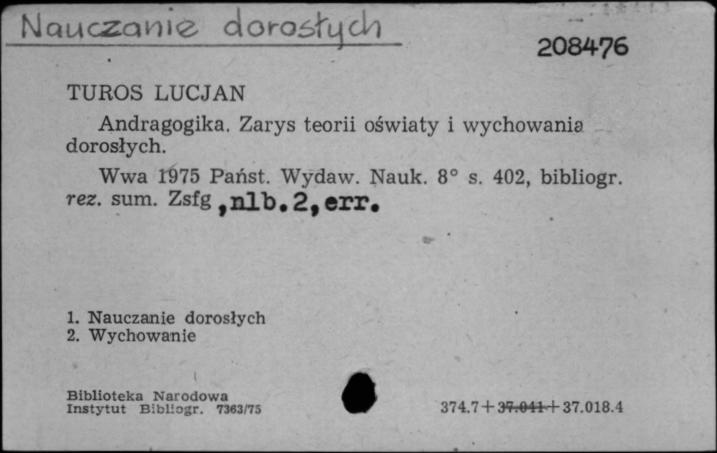 Nauczanie dorosłych
208476
TUROS LUCJAN
Andragogika. Zarys teorii oświaty i wychowania
dorosłych.
Wwa 1975 Państ. Wydaw. Nauk. 8° s. 402, bibliogr.
rez. sum. Zsfg ,nlb.2,err.
1. Nauczanie dorosłych
2. Wychowanie
Biblioteka Narodowa
Instytut Bibliogr. 7363/75
374.7+37.041+37.018.4